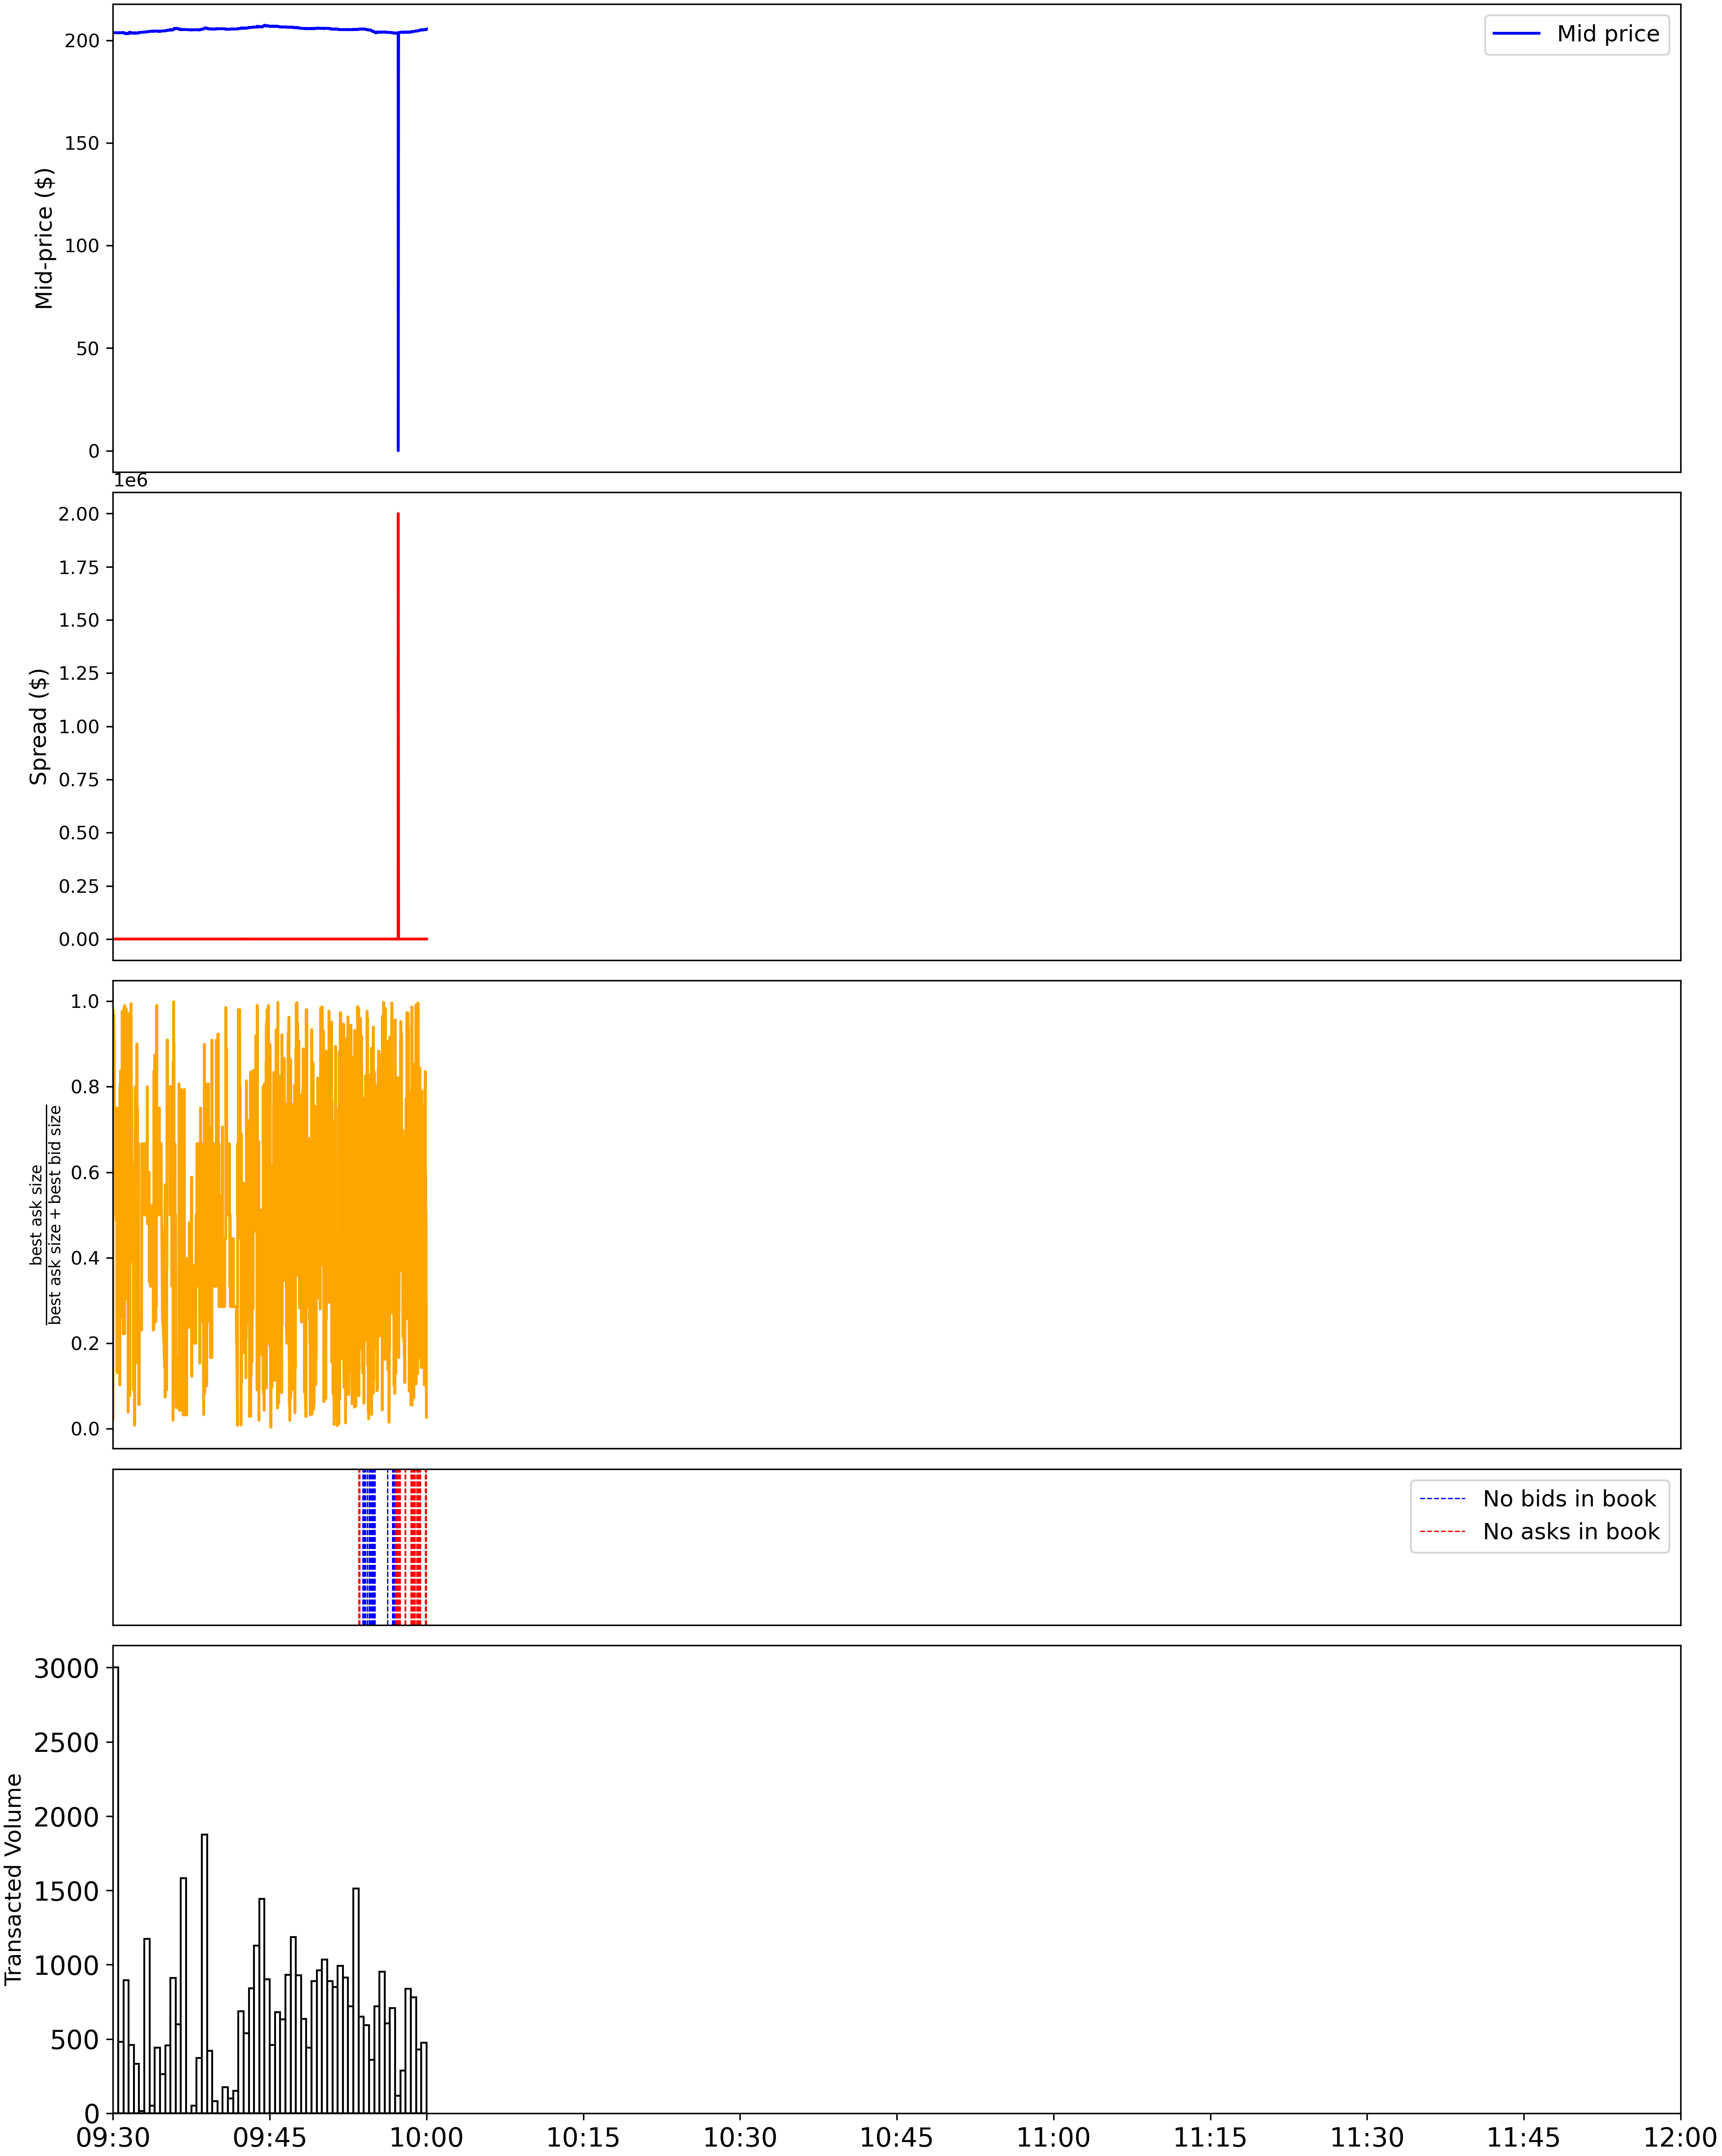 200
150
100
50
0
Mid-price ($)
Mid price
1e6
2.00
1.75
1.50
1.25
1.00
0.75
0.50
0.25
0.00
Spread ($)
1.0
0.8
0.6
0.4
0.2
0.0
best ask size
best ask size + best bid size
No bids in book
No asks in book
3000
2500
2000
1500
1000
500
0
Transacted Volume
09:30 09:45 10:00 10:15 10:30 10:45 11:00 11:15 11:30 11:45 12:00